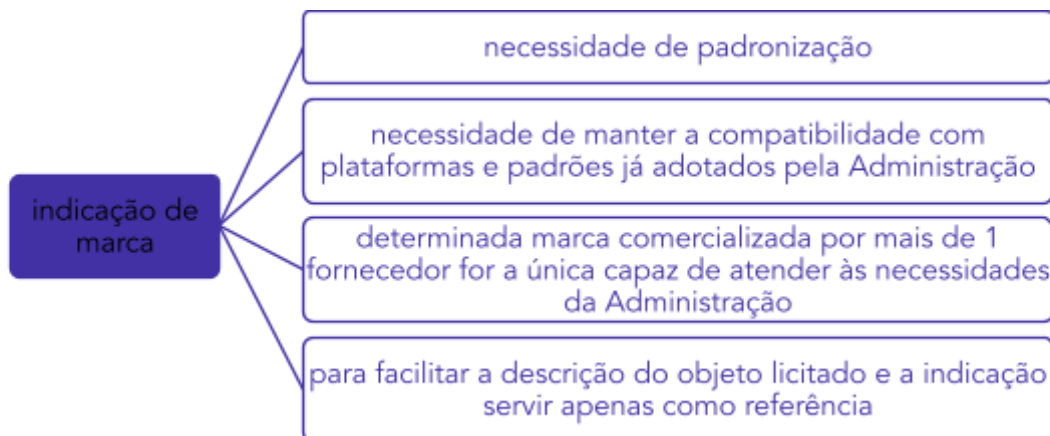 indicação de
marca
necessidade de padronização
necessidade de manter a compatibilidade com
plataformas e padrões já adotados pela Administração
determinada marca comercializada por mais de 1
fornecedor for a única capaz de atender às necessidades
da Administração
para facilitar a descrição do objeto licitado e a indicação
servir apenas como referência